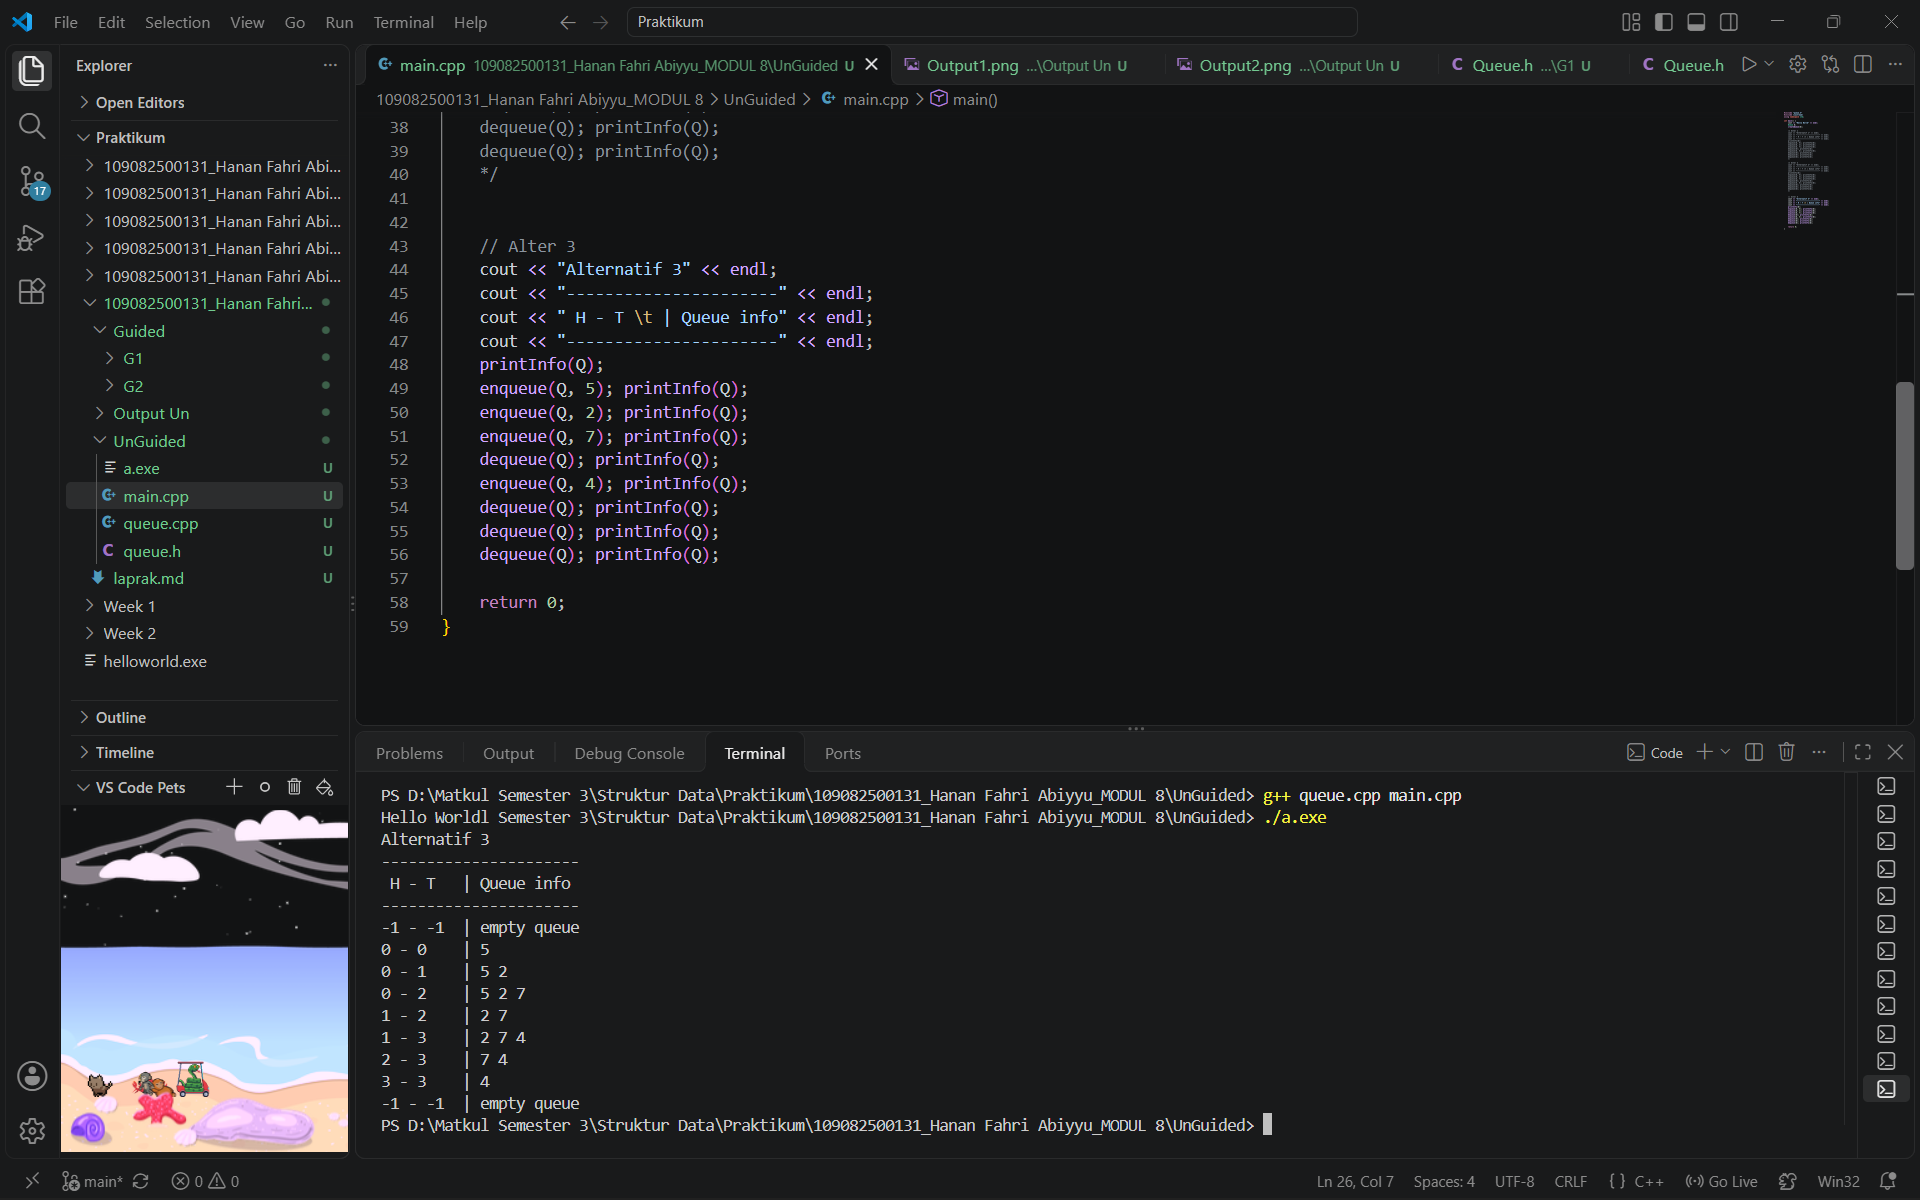 File Edit Selection View Go Run Terminal Help
Praktikum
Explorer
Open Editors
Praktikum
109082500131_Hanan Fahri Abi...
109082500131_Hanan Fahri Abi...
109082500131_Hanan Fahri Abi...
109082500131_Hanan Fahri Abi...
109082500131_Hanan Fahri Abi...
109082500131_Hanan Fahri...
Guided
G1
G2
Output Un
UnGuided
a.exe U
main.cpp U
queue.cpp U
queue.h U
laprak.md U
Week 1
Week 2
helloworld.exe
Outline
Timeline
VS Code Pets
17
main.cpp 109082500131_Hanan Fahri Abiyyu_MODUL 8\UnGuided U
Output1.png ...\Output Un U
Output2.png ...\Output Un U
Queue.h ...\G1 U
Queue.h
109082500131_Hanan Fahri Abiyyu_MODUL 8 > UnGuided > main.cpp > main()
38 dequeue(Q); printInfo(Q);
39 dequeue(Q); printInfo(Q);
40 */
41
42
43 // Alter 3
44 cout << "Alternatif 3" << endl;
45 cout << "----------------------" << endl;
46 cout << " H - T \t | Queue info" << endl;
47 cout << "----------------------" << endl;
48 printInfo(Q);
49 enqueue(Q, 5); printInfo(Q);
50 enqueue(Q, 2); printInfo(Q);
51 enqueue(Q, 7); printInfo(Q);
52 dequeue(Q); printInfo(Q);
53 enqueue(Q, 4); printInfo(Q);
54 dequeue(Q); printInfo(Q);
55 dequeue(Q); printInfo(Q);
56 dequeue(Q); printInfo(Q);
57
58 return 0;
59 }
Problems Output Debug Console Terminal Ports
Code
PS D:\Matkul Semester 3\Struktur Data\Praktikum\109082500131_Hanan Fahri Abiyyu_MODUL 8\UnGuided> g++ queue.cpp main.cpp
Hello Worldl Semester 3\Struktur Data\Praktikum\109082500131_Hanan Fahri Abiyyu_MODUL 8\UnGuided> ./a.exe
Alternatif 3
----------------------
H - T | Queue info
----------------------
-1 - -1 | empty queue
0 - 0 | 5
0 - 1 | 5 2
0 - 2 | 5 2 7
1 - 2 | 2 7
1 - 3 | 2 7 4
2 - 3 | 7 4
3 - 3 | 4
-1 - -1 | empty queue
PS D:\Matkul Semester 3\Struktur Data\Praktikum\109082500131_Hanan Fahri Abiyyu_MODUL 8\UnGuided>
main* 0 0
Ln 26, Col 7 Spaces: 4 UTF-8 CRLF {} C++ Go Live Win32